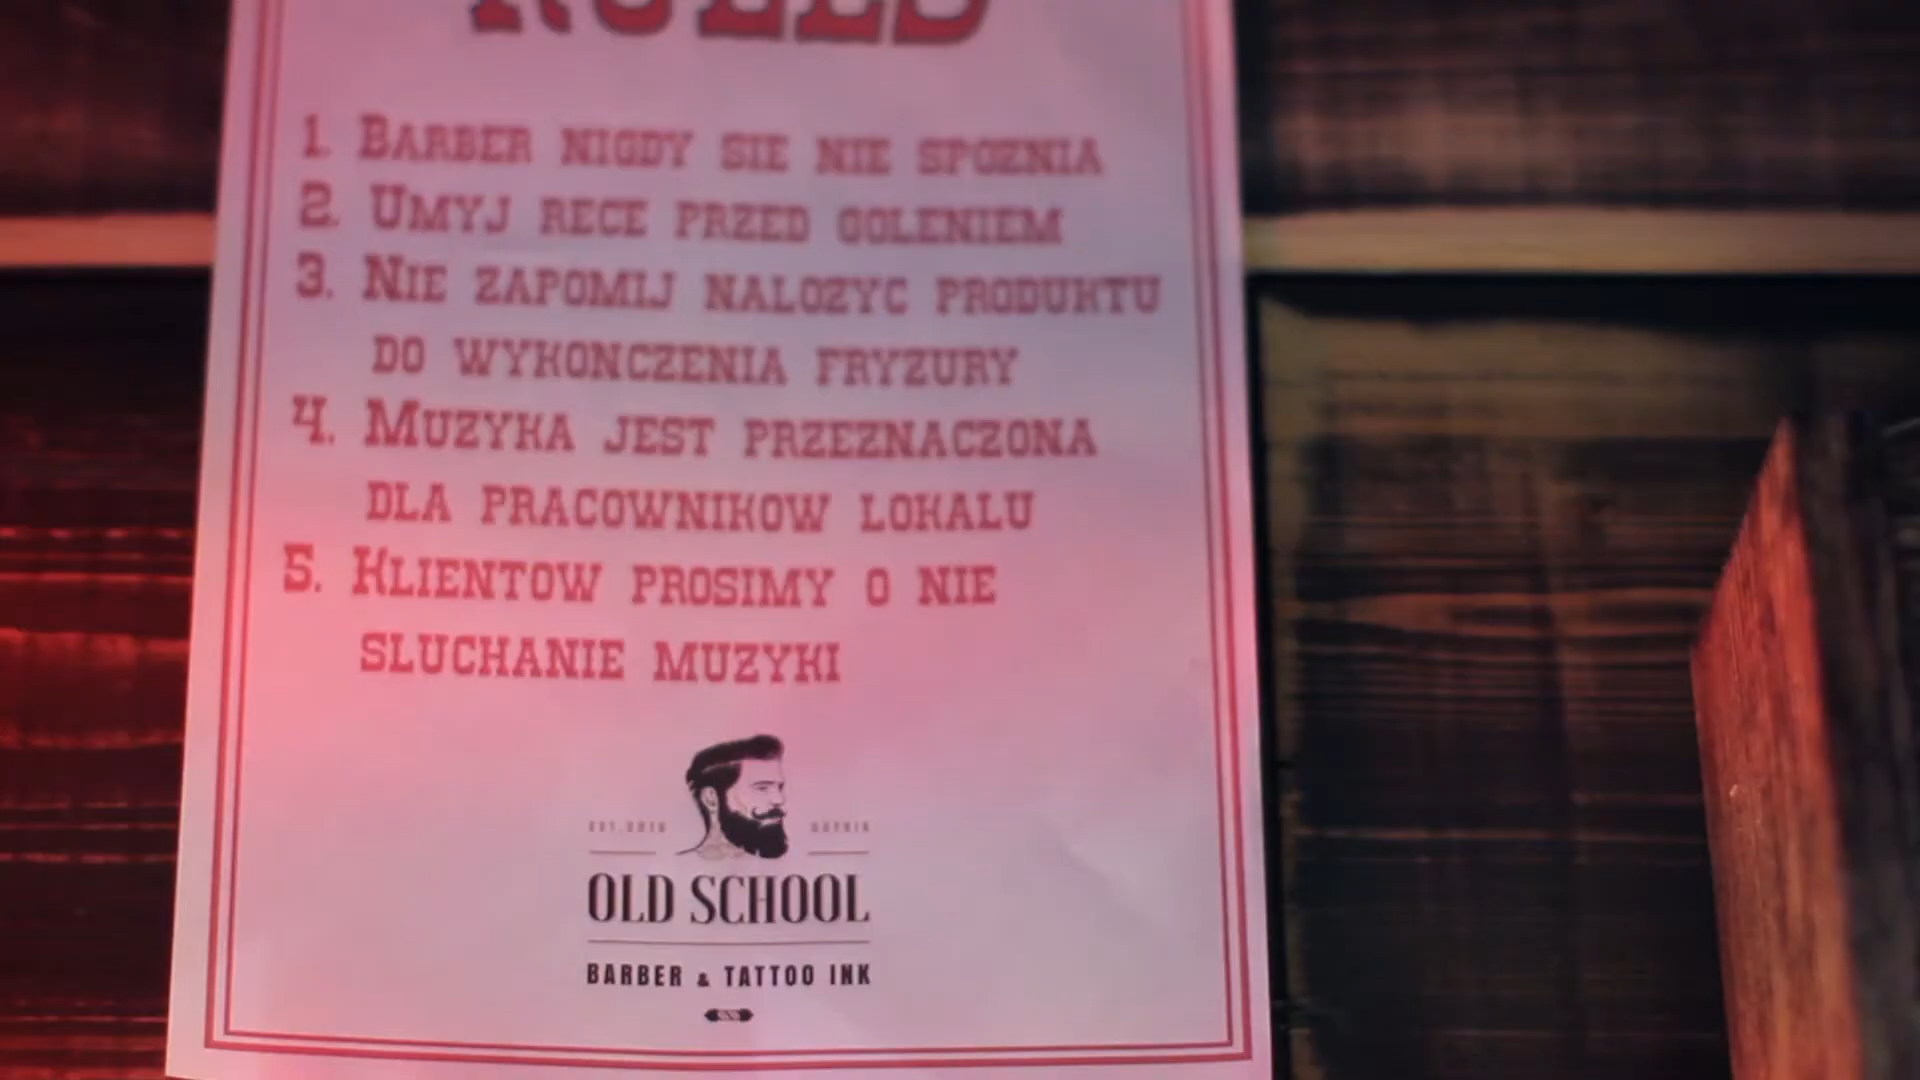 RULES
1. BARBER NIGDY SIE NIE SPOZNIA
2. UMYJ RECE PRZED GOLENIEM
3. NIE ZAPOMIJ NALOZYC PRODUKTU
DO WYKONCZENIA FRYZURY
4. MUZYKA JEST PRZEZNACZONA
DLA PRACOWNIKOW LOKALU
5. KLIENTOW PROSIMY O NIE
SLUCHANIE MUZYKI
OLD SCHOOL
BARBER & TATTOO INK